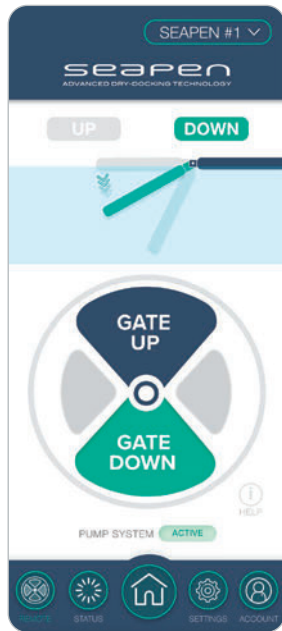 SEAPEN #1
seapen
ADVANCED DRY-DOCKING TECHNOLOGY
UP
DOWN
GATE
UP
GATE
DOWN
HELP
PUMP SYSTEM ACTIVE
REMOTE
STATUS
SETTINGS
ACCOUNT